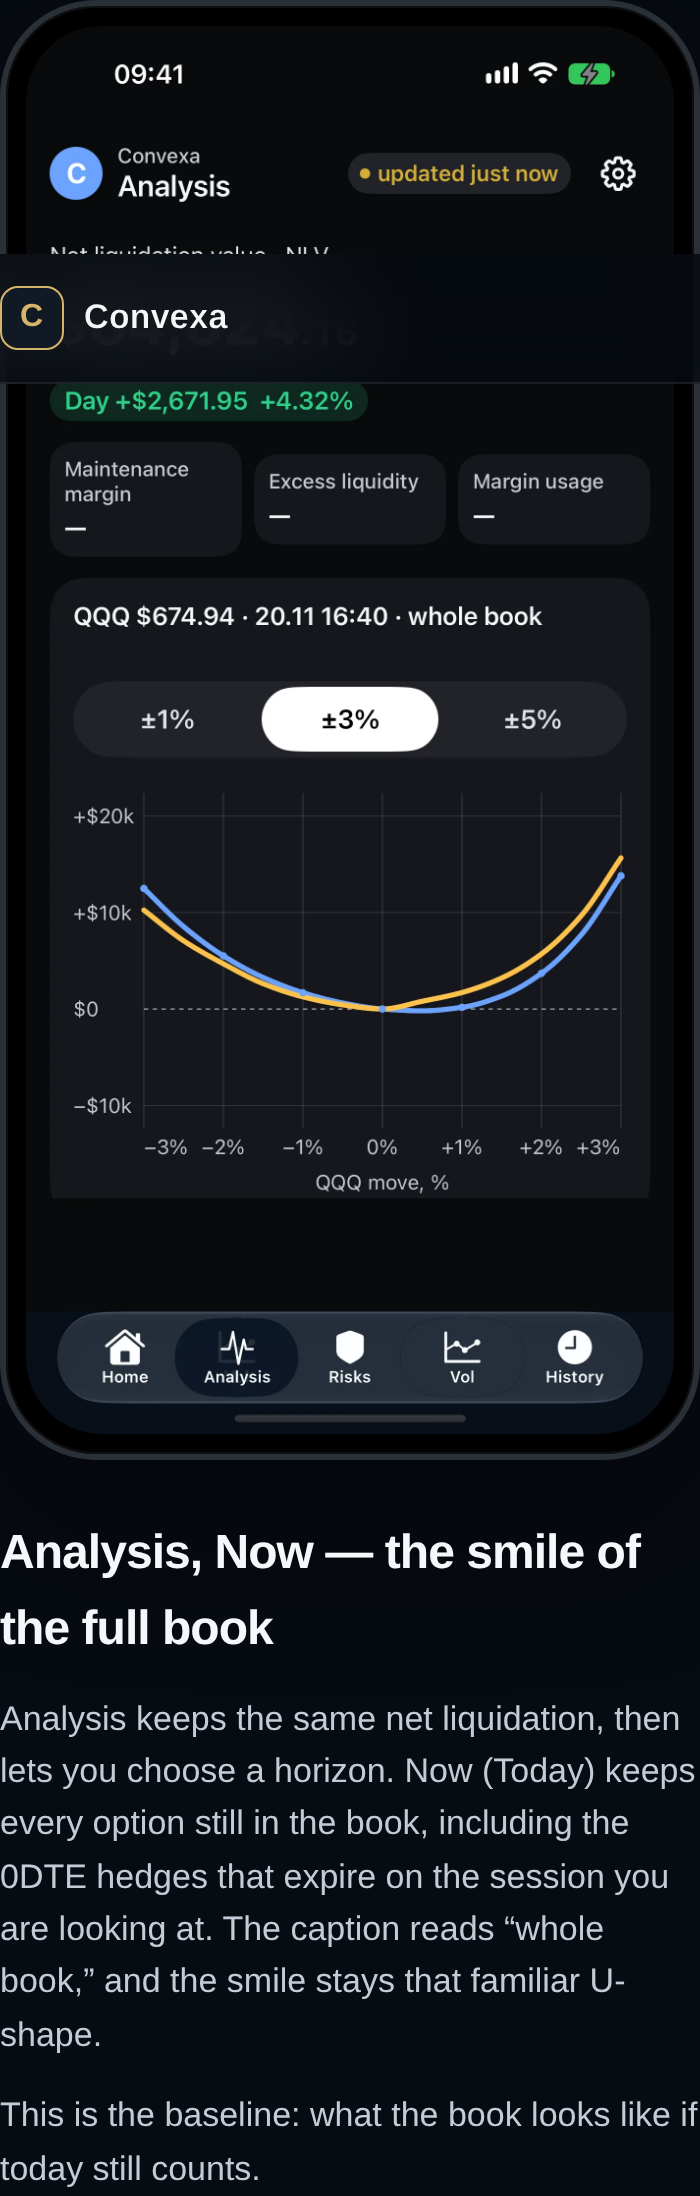 09:41
C
Convexa
Analysis
updated just now
Net liquidation value · NLV
C
Convexa
Day +$2,671.95 +4.32%
Maintenance
margin
—
Excess liquidity
—
Margin usage
—
QQQ $674.94 · 20.11 16:40 · whole book
±1% ±3% ±5%
+$20k
+$10k
$0
−$10k
−3% −2% −1% 0% +1% +2% +3%
QQQ move, %
Home Analysis Risks Vol History
Analysis, Now — the smile of
the full book
Analysis keeps the same net liquidation, then
lets you choose a horizon. Now (Today) keeps
every option still in the book, including the
0DTE hedges that expire on the session you
are looking at. The caption reads “whole
book,” and the smile stays that familiar U-
shape.
This is the baseline: what the book looks like if
today still counts.